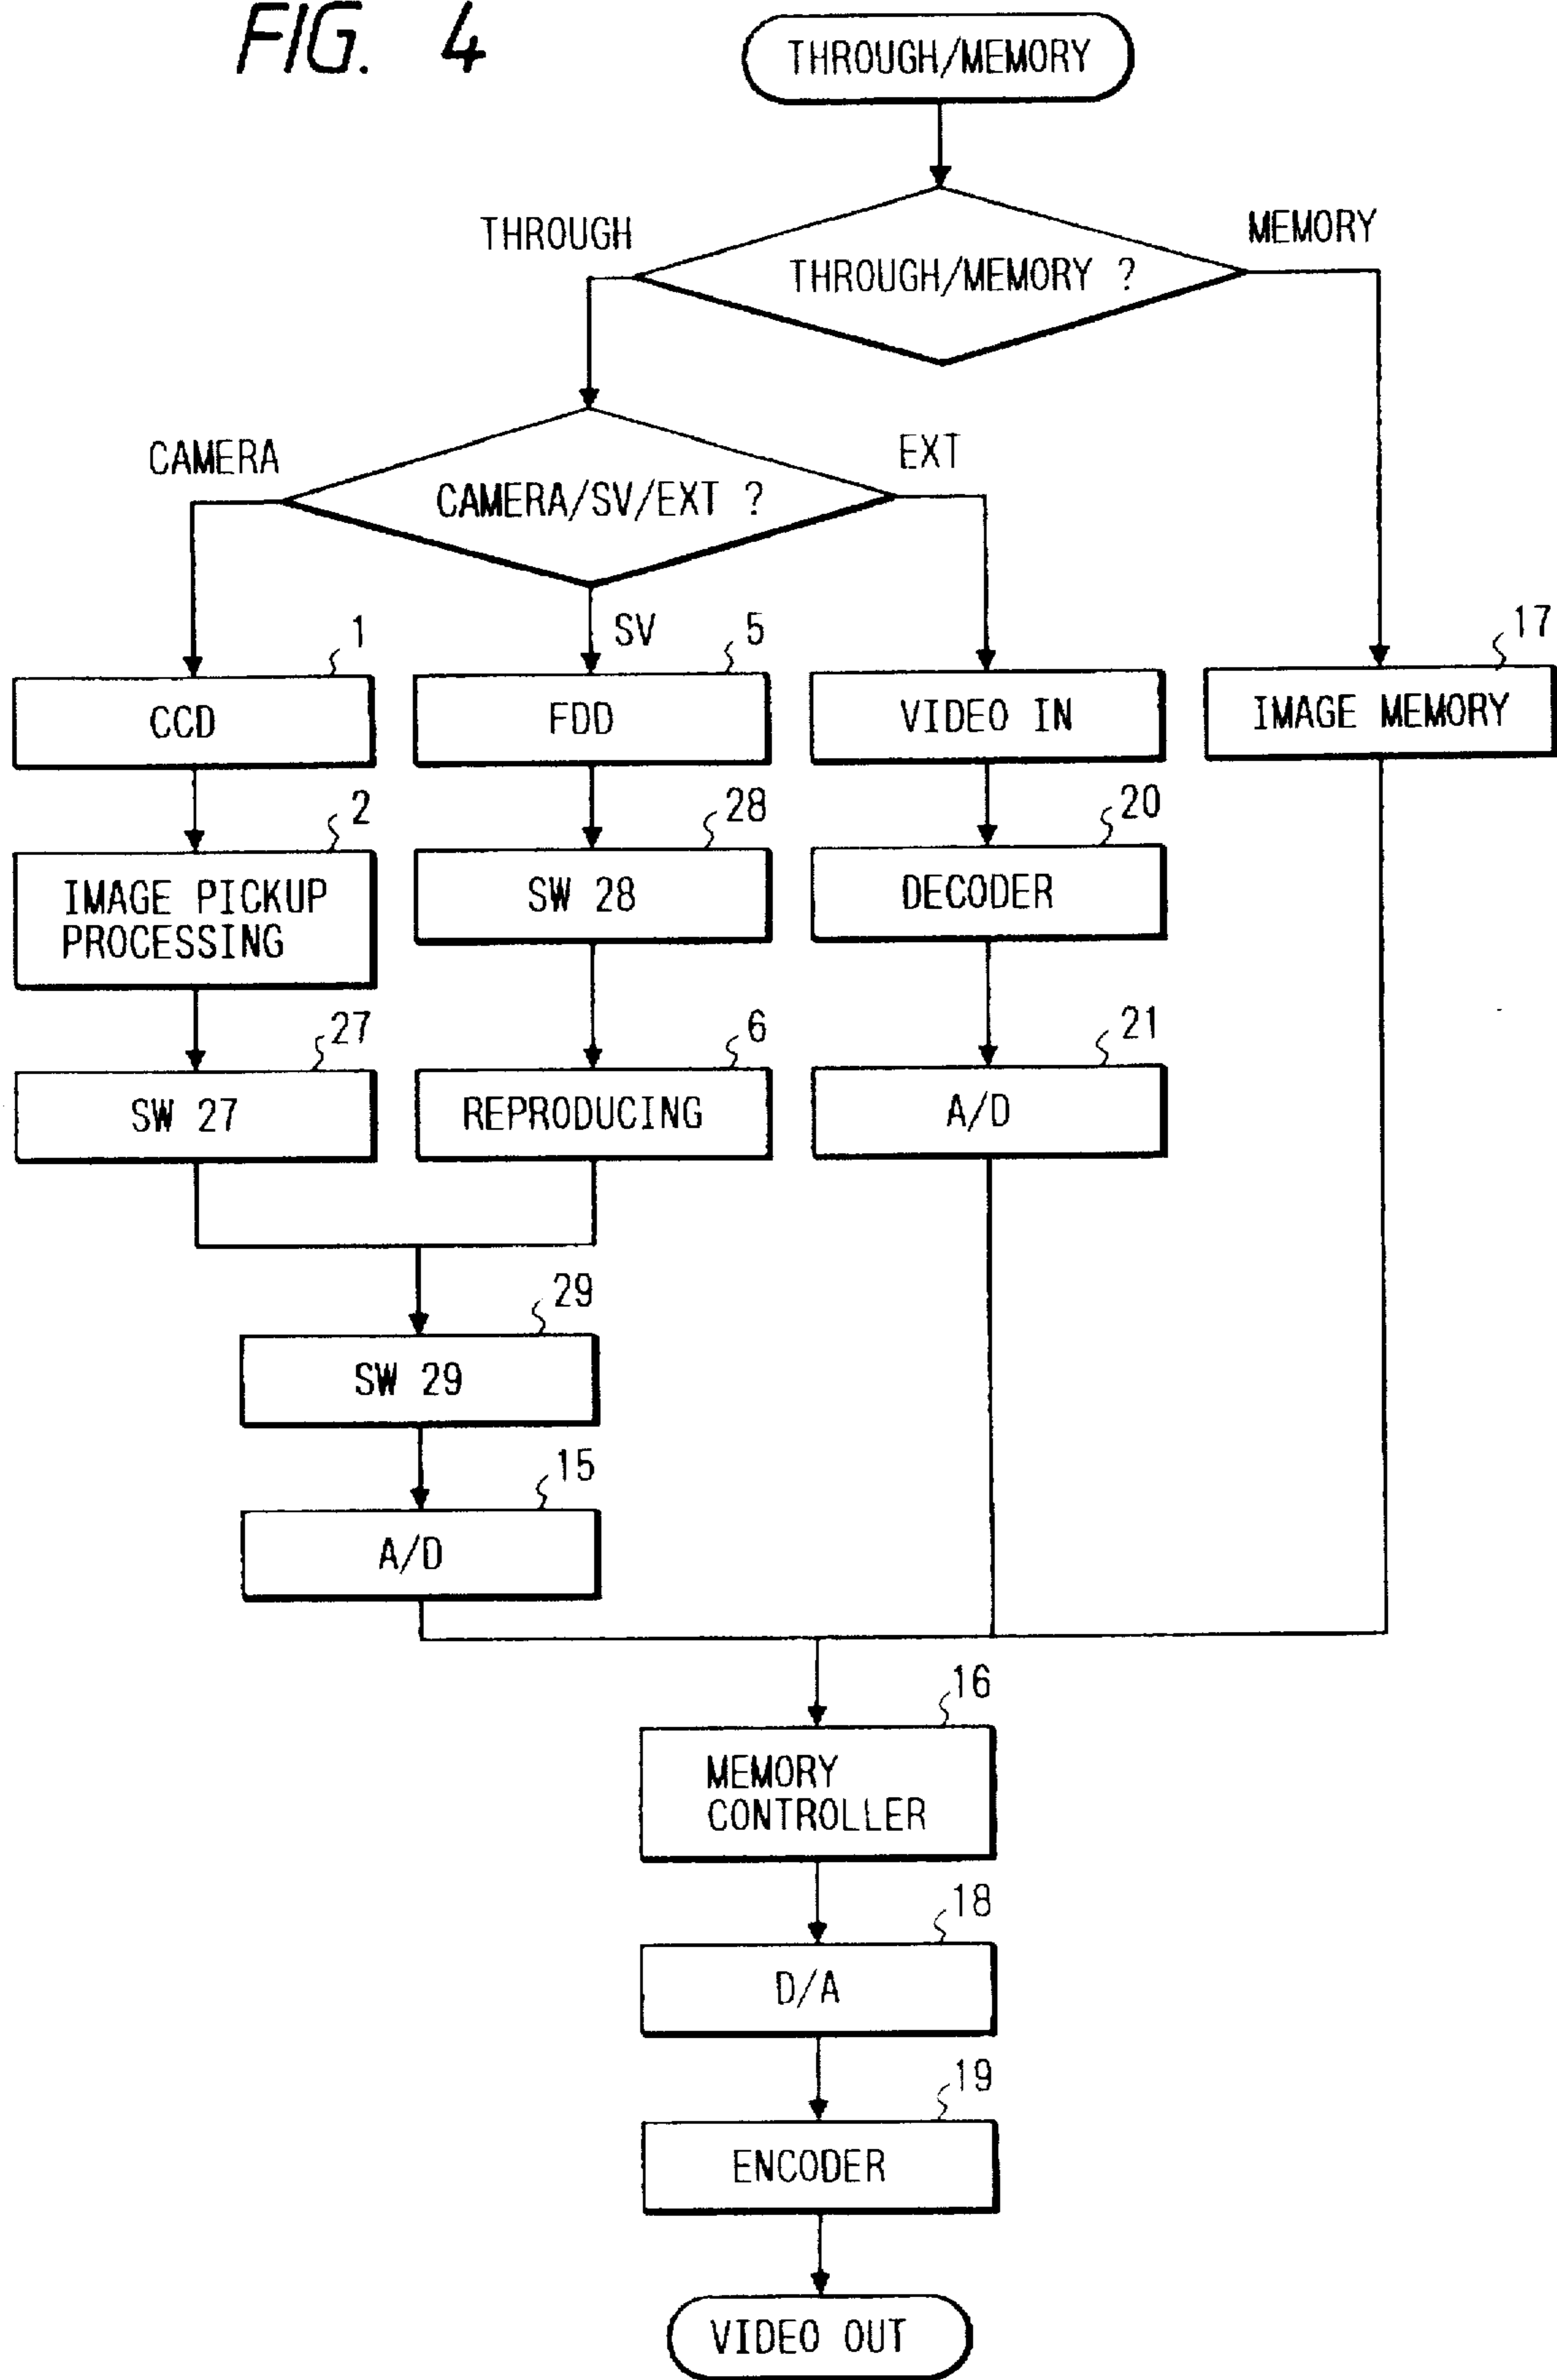 FIG. 4
THROUGH/MEMORY
THROUGH
MEMORY
THROUGH/MEMORY ?
CAMERA
EXT
CAMERA/SV/EXT ?
SV
1
CCD
5
FDD
VIDEO IN
17
IMAGE MEMORY
2
IMAGE PICKUP
PROCESSING
28
SW 28
20
DECODER
27
SW 27
6
REPRODUCING
21
A/D
29
SW 29
15
A/D
16
MEMORY
CONTROLLER
18
D/A
19
ENCODER
VIDEO OUT